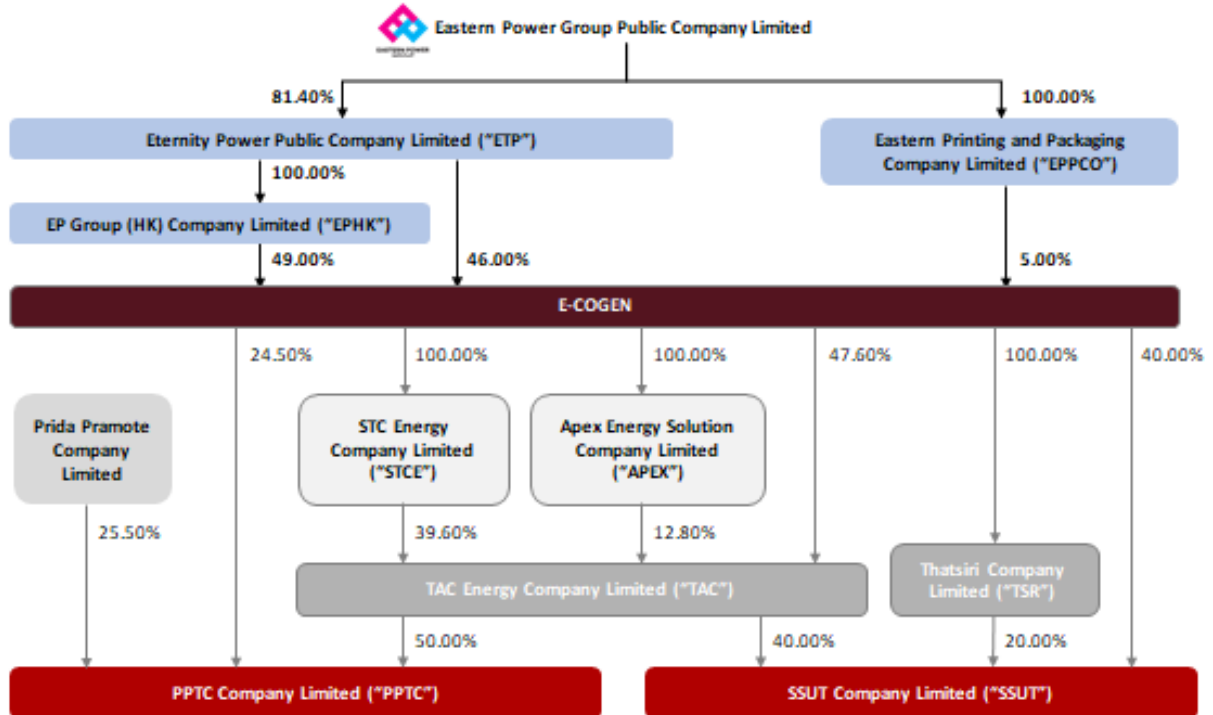 Eastern Power Group Public Company Limited
EASTERN POWER
GROUP
81.40%
100.00%
Eternity Power Public Company Limited ("ETP")
Eastern Printing and Packaging
Company Limited ("EPPCO")
100.00%
EP Group (HK) Company Limited ("EPHK")
49.00%
46.00%
5.00%
E-COGEN
24.50%
100.00%
100.00%
47.60%
100.00%
40.00%
Prida Pramote
Company
Limited
STC Energy
Company Limited
("STCE")
Apex Energy Solution
Company Limited
("APEX")
25.50%
39.60%
12.80%
TAC Energy Company Limited ("TAC")
Thatsiri Company
Limited ("TSR")
50.00%
40.00%
20.00%
PPTC Company Limited ("PPTC")
SSUT Company Limited ("SSUT")